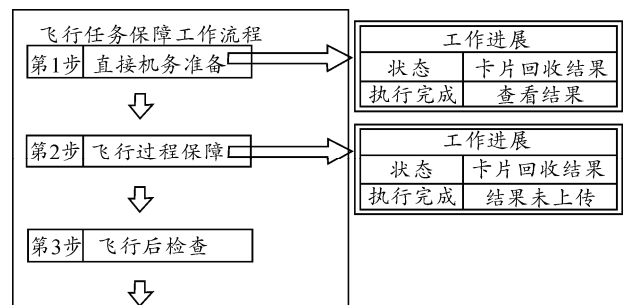 飞行任务保障工作流程
第1步 直接机务准备
第2步 飞行过程保障
第3步 飞行后检查
工作进展
状态 卡片回收结果
执行完成 查看结果
工作进展
状态 卡片回收结果
执行完成 结果未上传